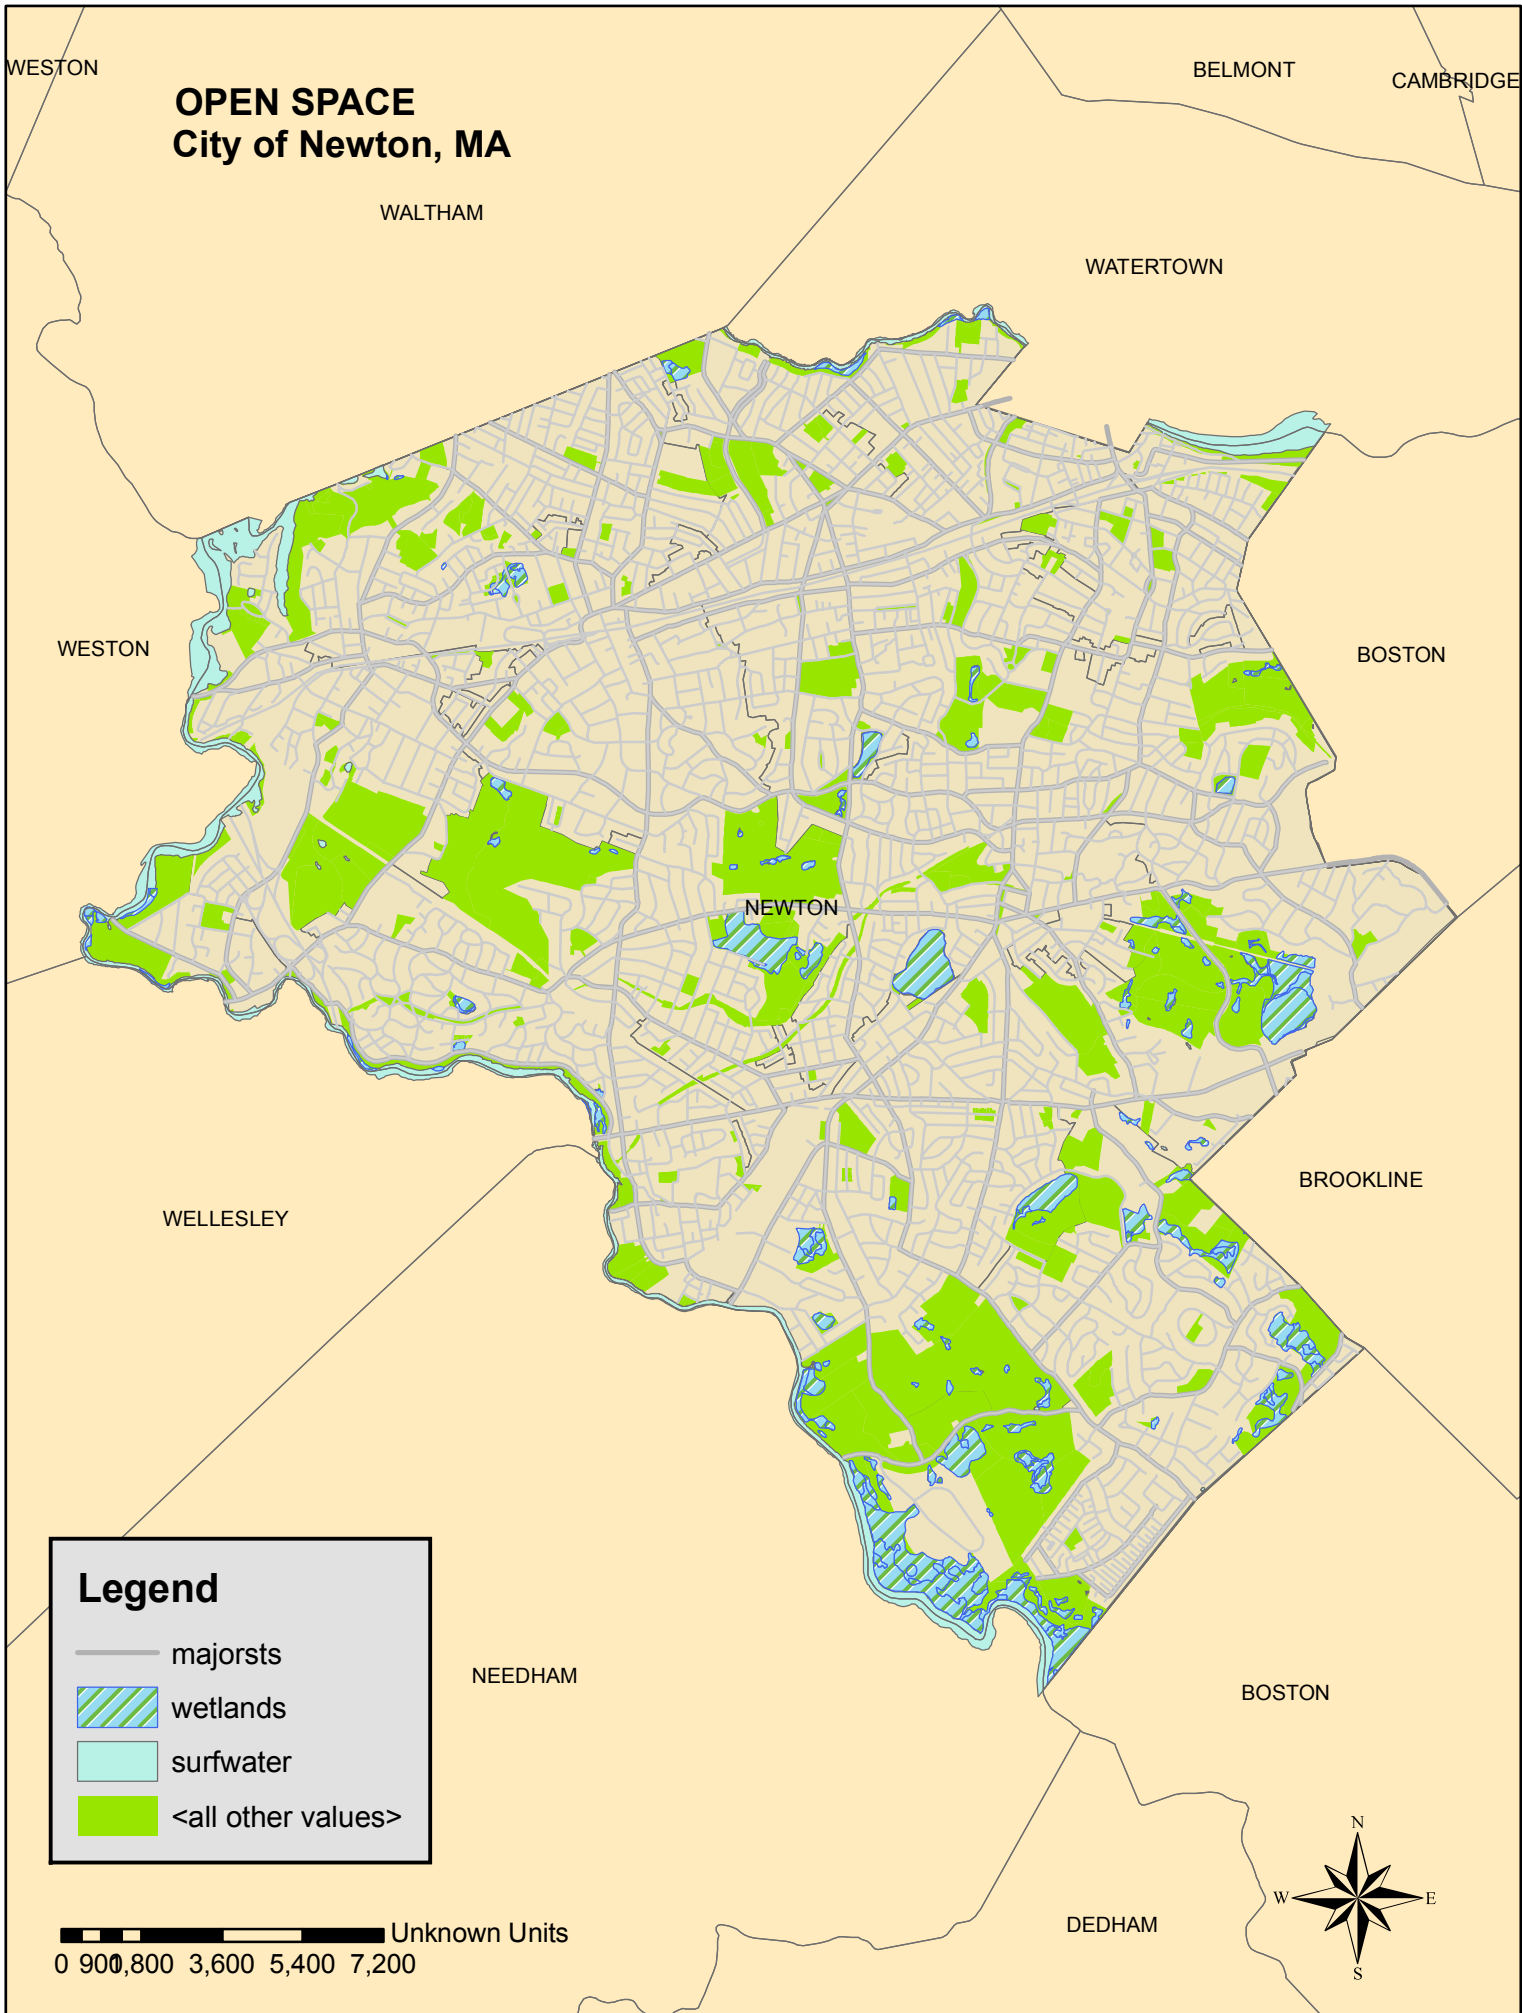 WESTON
BELMONT
CAMBRIDGE
OPEN SPACE
City of Newton, MA
WALTHAM
WATERTOWN
WESTON
BOSTON
NEWTON
BROOKLINE
WELLESLEY
Legend
majorsts
wetlands
surfwater
<all other values>
NEEDHAM
BOSTON
DEDHAM
N
W E
S
Unknown Units
0 900 1,800 3,600 5,400 7,200